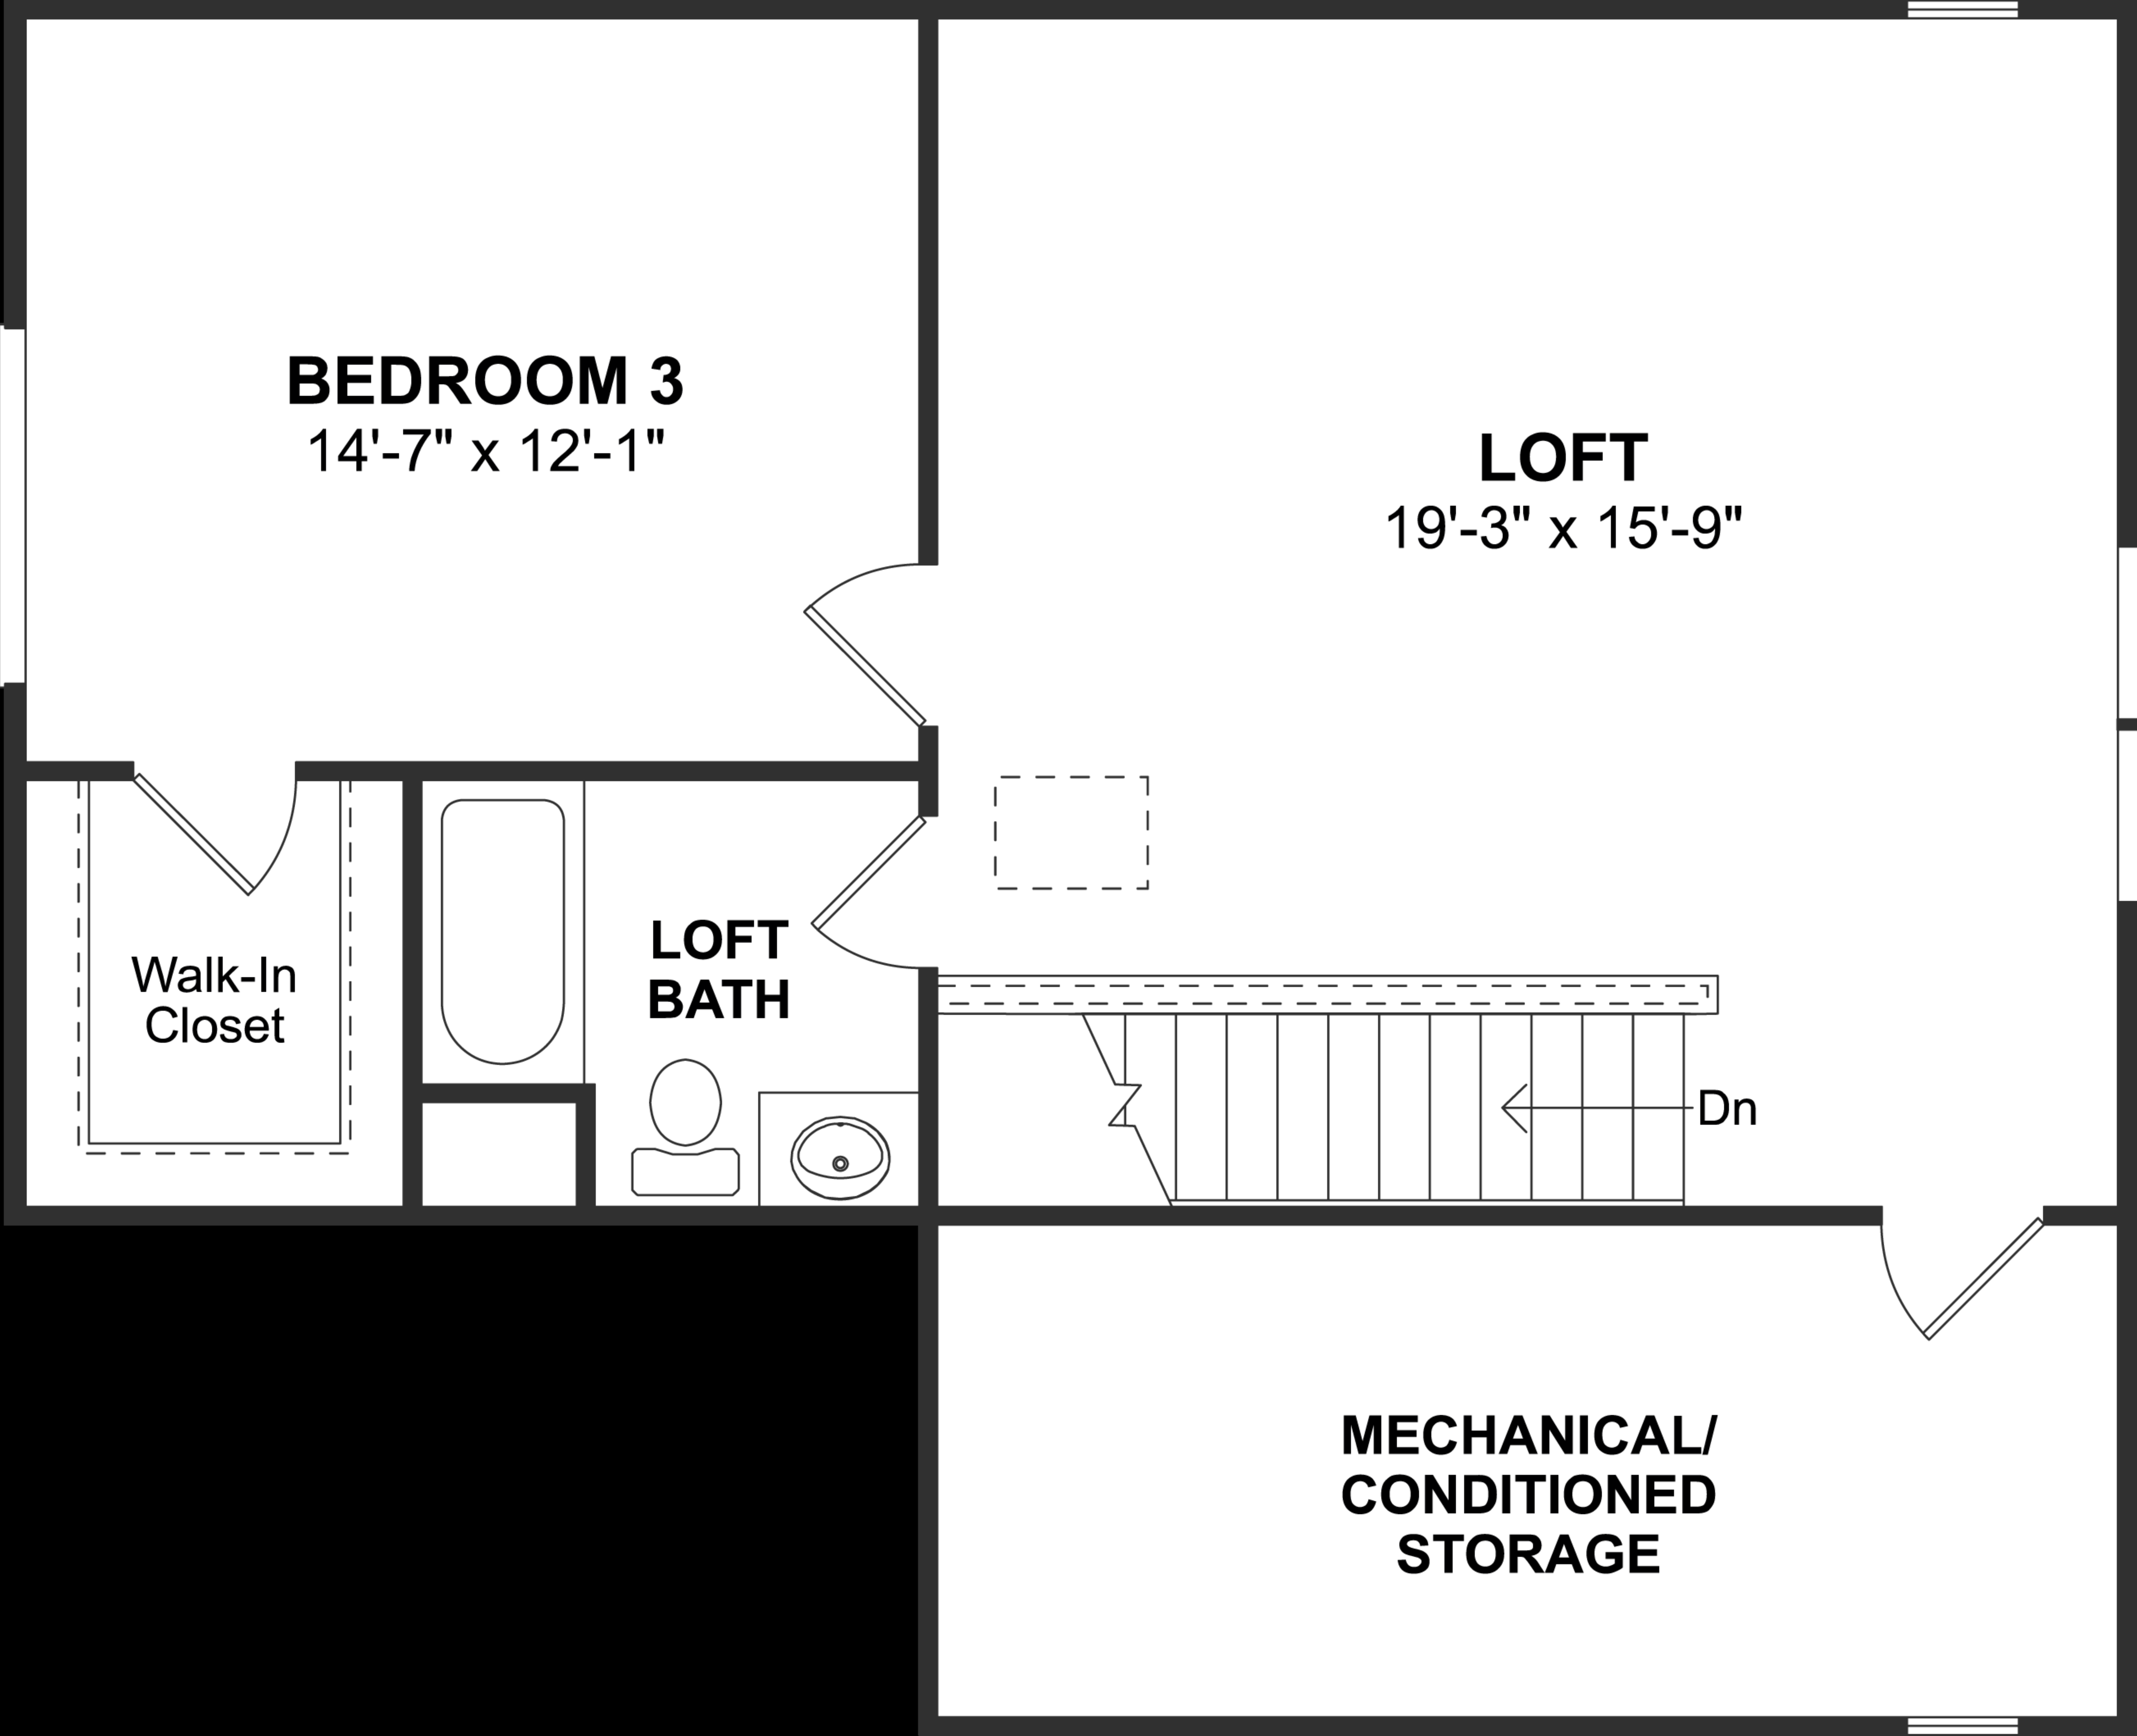 BEDROOM 3
14'-7" x 12'-1"
LOFT
19'-3" x 15'-9"
Walk-In
Closet
LOFT
BATH
Dn
MECHANICAL/
CONDITIONED
STORAGE